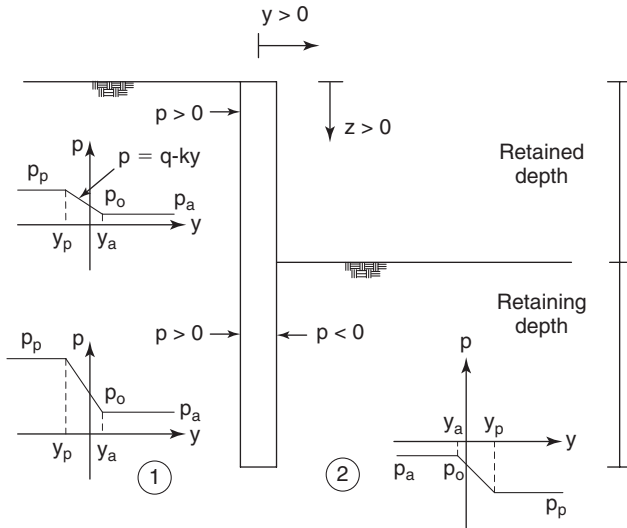 y > 0
p > 0
z > 0
Retained
depth
p
p = q-ky
p_p
p_o
p_a
y
y_p
y_a
Retaining
depth
p > 0
p < 0
p_p
p
p_o
p_a
y
y_p
y_a
1
2
p
y_a
y_p
y
p_a
p_o
p_p